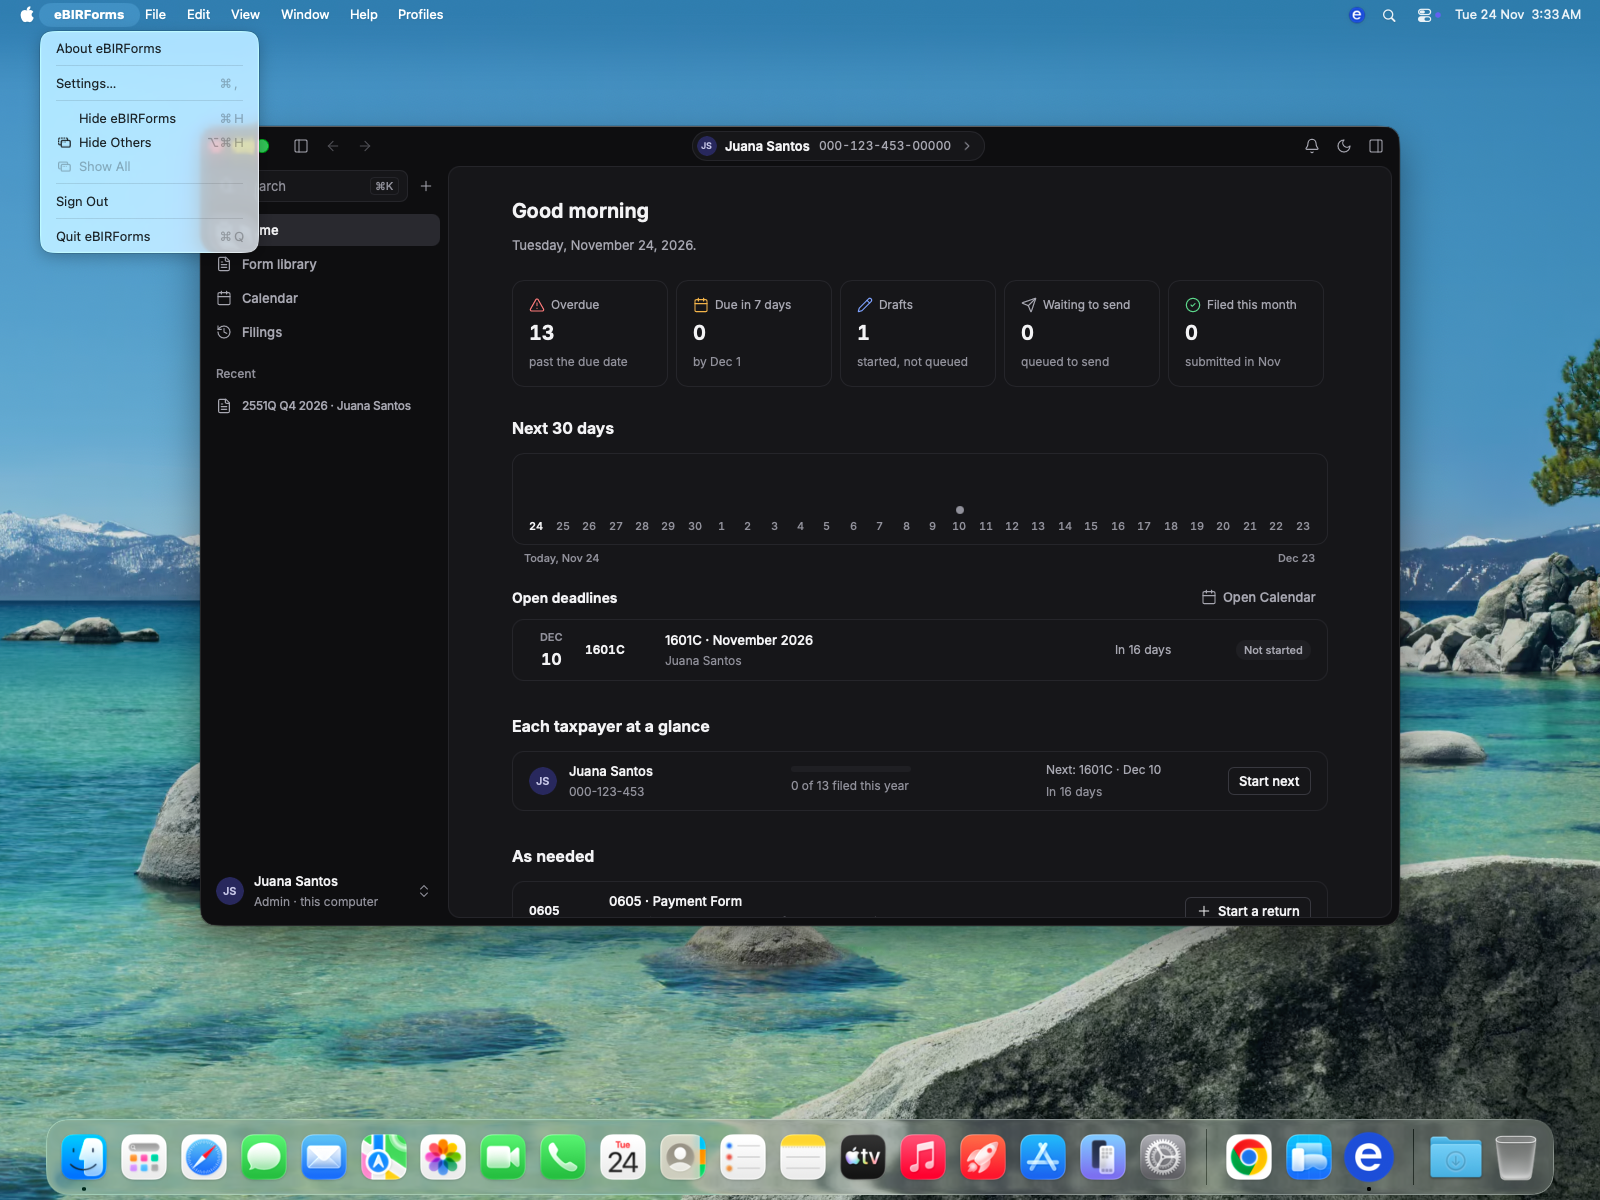 eBIRForms File Edit View Window Help Profiles
e
Tue 24 Nov 3:33 AM
About eBIRForms
Settings... ⌘ ,
Hide eBIRForms ⌘ H
Hide Others ⌥⌘ H
Show All
Sign Out
Quit eBIRForms ⌘ Q
JS Juana Santos 000-123-453-00000
arch ⌘K
me
Form library
Calendar
Filings
Recent
2551Q Q4 2026 · Juana Santos
JS
Juana Santos
Admin · this computer
Good morning
Tuesday, November 24, 2026.
Overdue
13
past the due date
Due in 7 days
0
by Dec 1
Drafts
1
started, not queued
Waiting to send
0
queued to send
Filed this month
0
submitted in Nov
Next 30 days
24 25 26 27 28 29 30 1 2 3 4 5 6 7 8 9 10 11 12 13 14 15 16 17 18 19 20 21 22 23
Today, Nov 24 Dec 23
Open deadlines Open Calendar
DEC
10
1601C
1601C · November 2026
Juana Santos
In 16 days
Not started
Each taxpayer at a glance
JS
Juana Santos
000-123-453
0 of 13 filed this year
Next: 1601C · Dec 10
In 16 days
Start next
As needed
0605
0605 · Payment Form
Start a return
Tue
24
tv
e